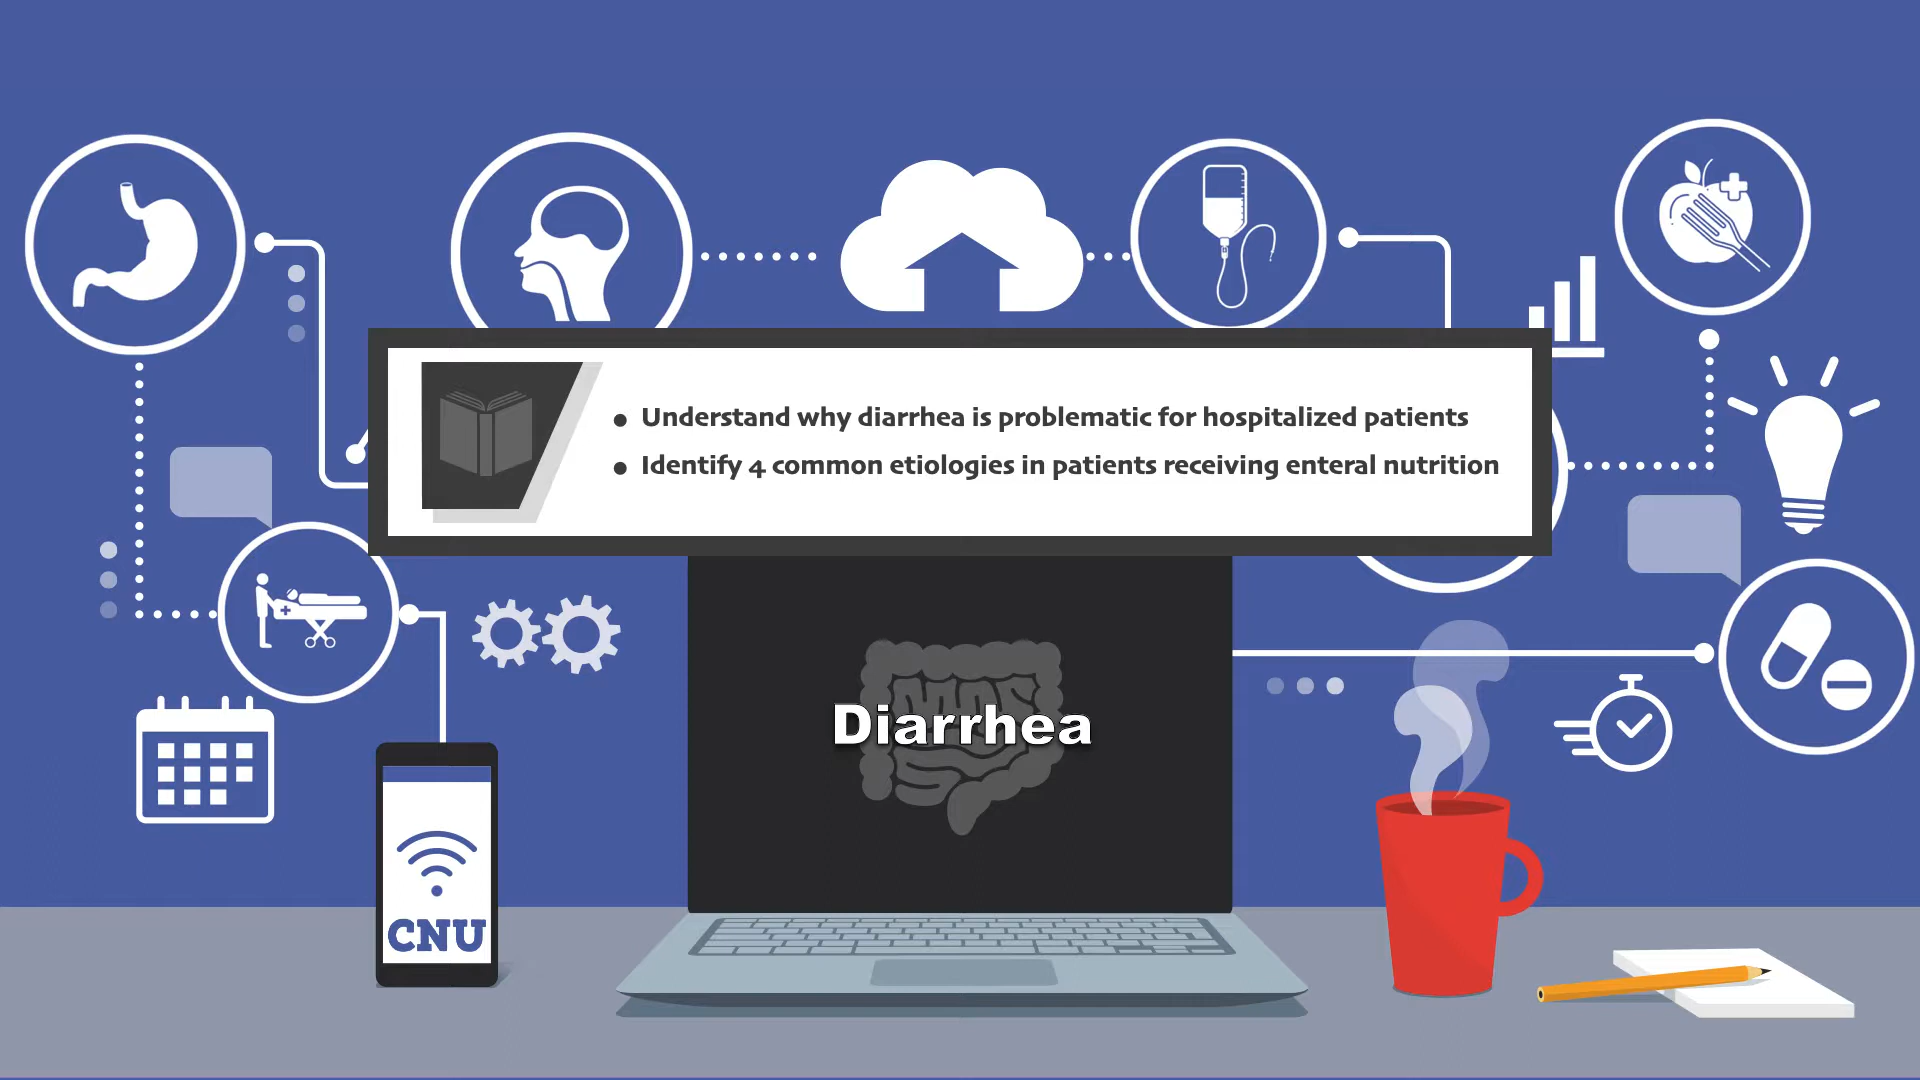 ● Understand why diarrhea is problematic for hospitalized patients
● Identify 4 common etiologies in patients receiving enteral nutrition
Diarrhea
CNU